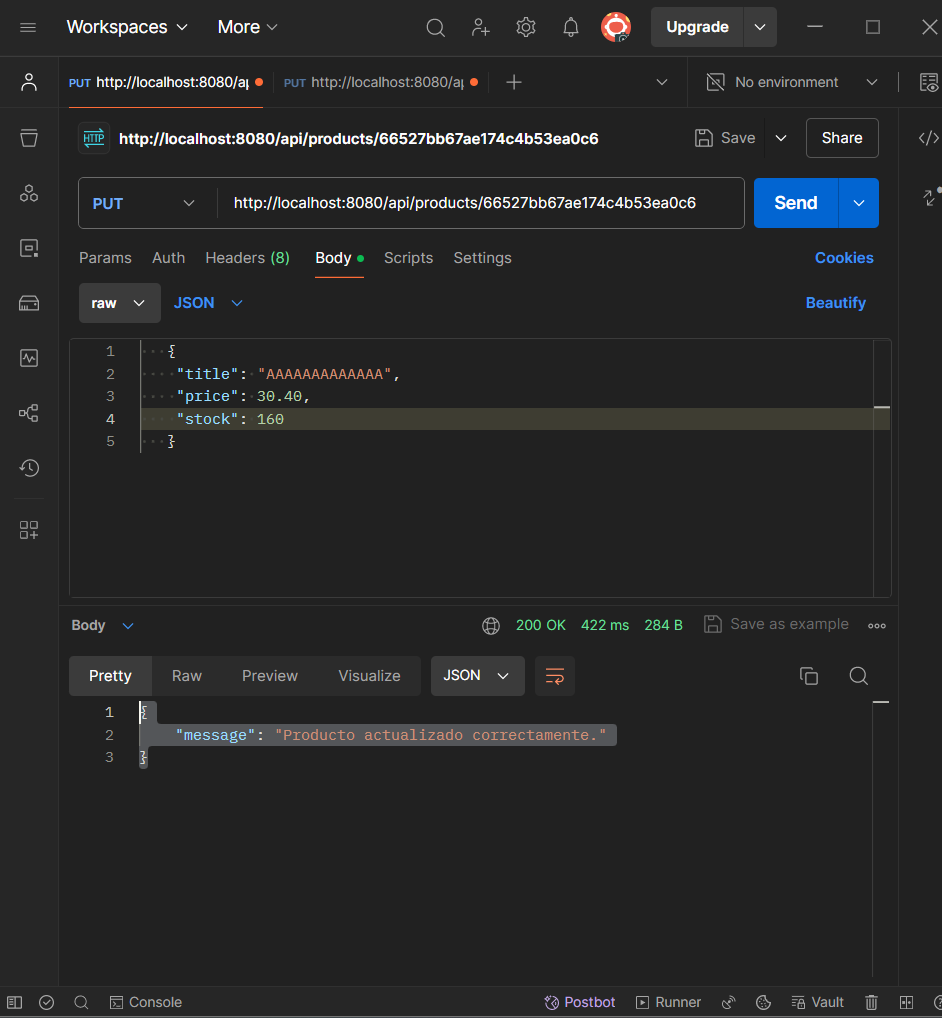 Workspaces More Upgrade
PUT http://localhost:8080/ap PUT http://localhost:8080/ap No environment
HTTP http://localhost:8080/api/products/66527bb67ae174c4b53ea0c6 Save Share
PUT http://localhost:8080/api/products/66527bb67ae174c4b53ea0c6 Send
Params Auth Headers (8) Body Scripts Settings Cookies
raw JSON Beautify
1 {
2 "title": "AAAAAAAAAAAAA",
3 "price": 30.40,
4 "stock": 160
5 }
Body 200 OK 422 ms 284 B Save as example
Pretty Raw Preview Visualize JSON
1 {
2 "message": "Producto actualizado correctamente."
3 }
Console Postbot Runner Vault